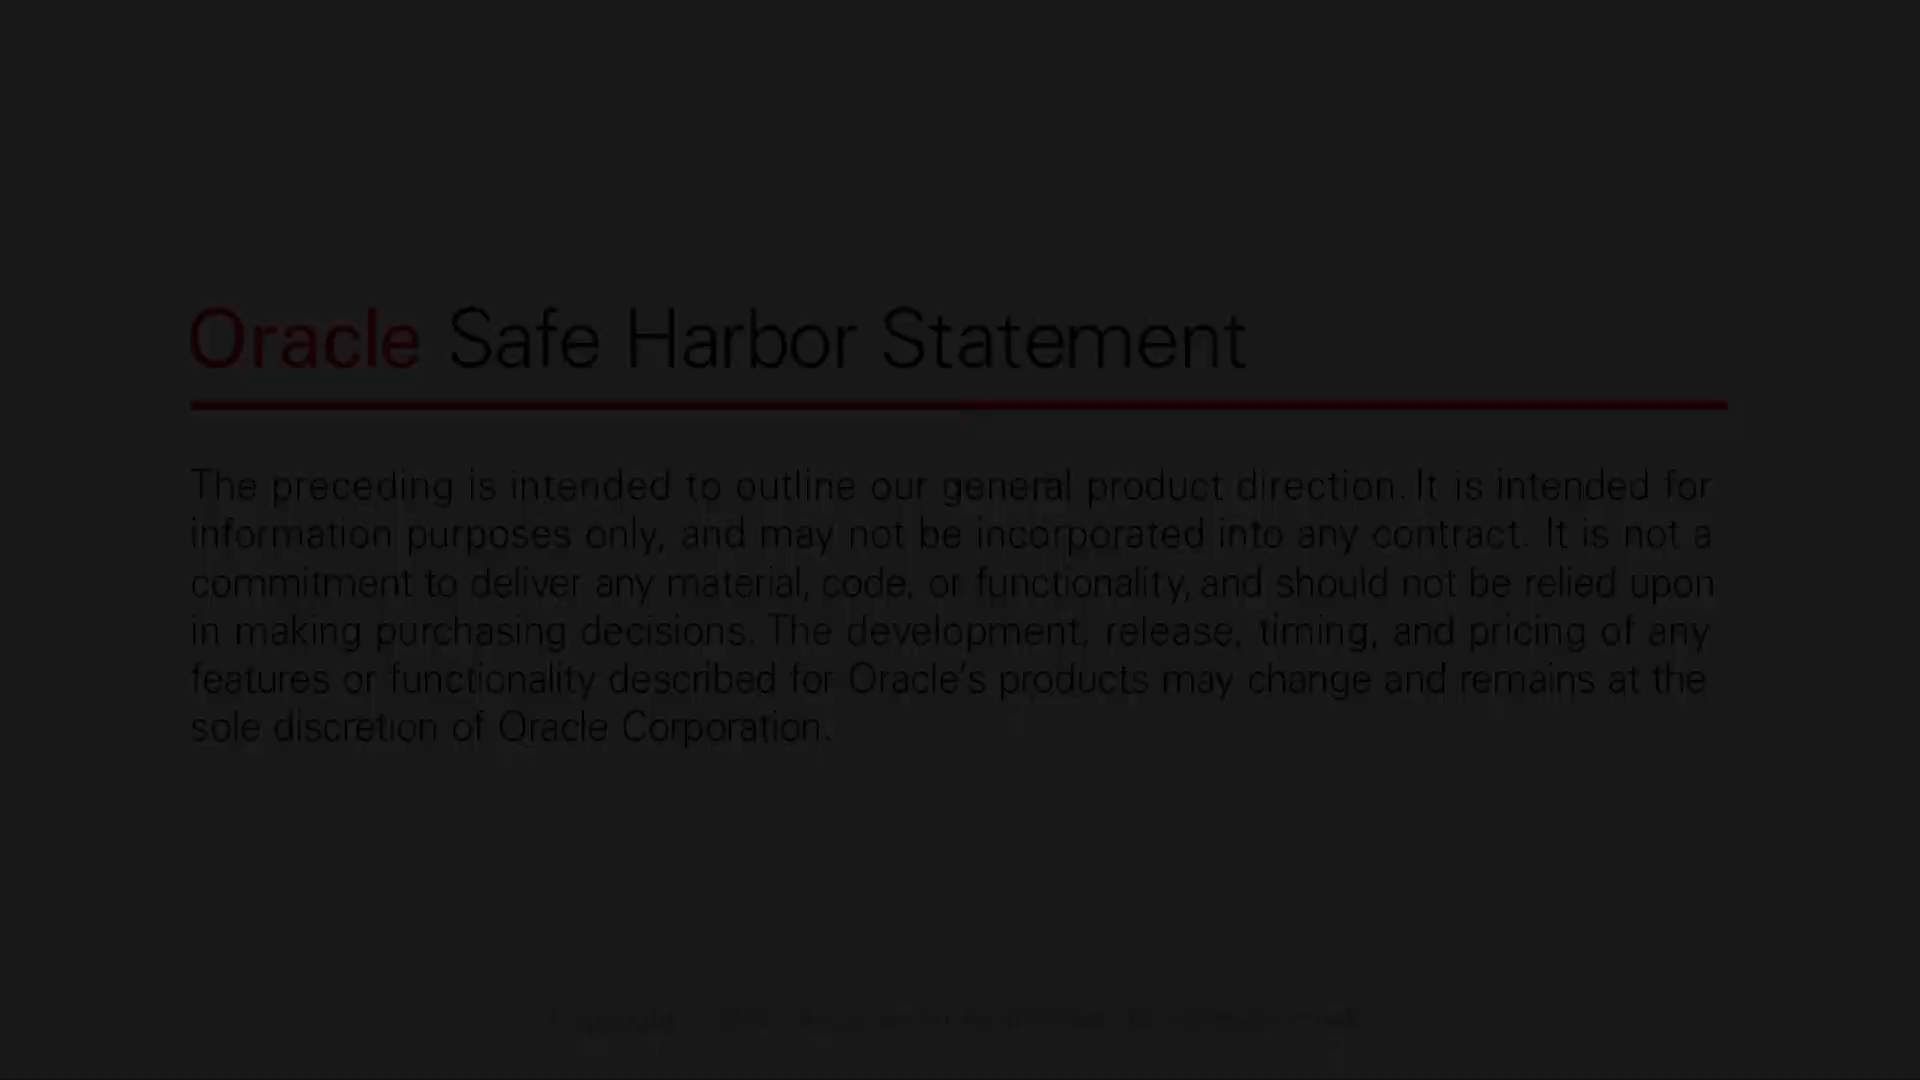 Oracle Safe Harbor Statement
The preceding is intended to outline our general product direction. It is intended for
information purposes only, and may not be incorporated into any contract. It is not a
commitment to deliver any material, code, or functionality, and should not be relied upon
in making purchasing decisions. The development, release, timing, and pricing of any
features or functionality described for Oracle’s products may change and remains at the
sole discretion of Oracle Corporation.